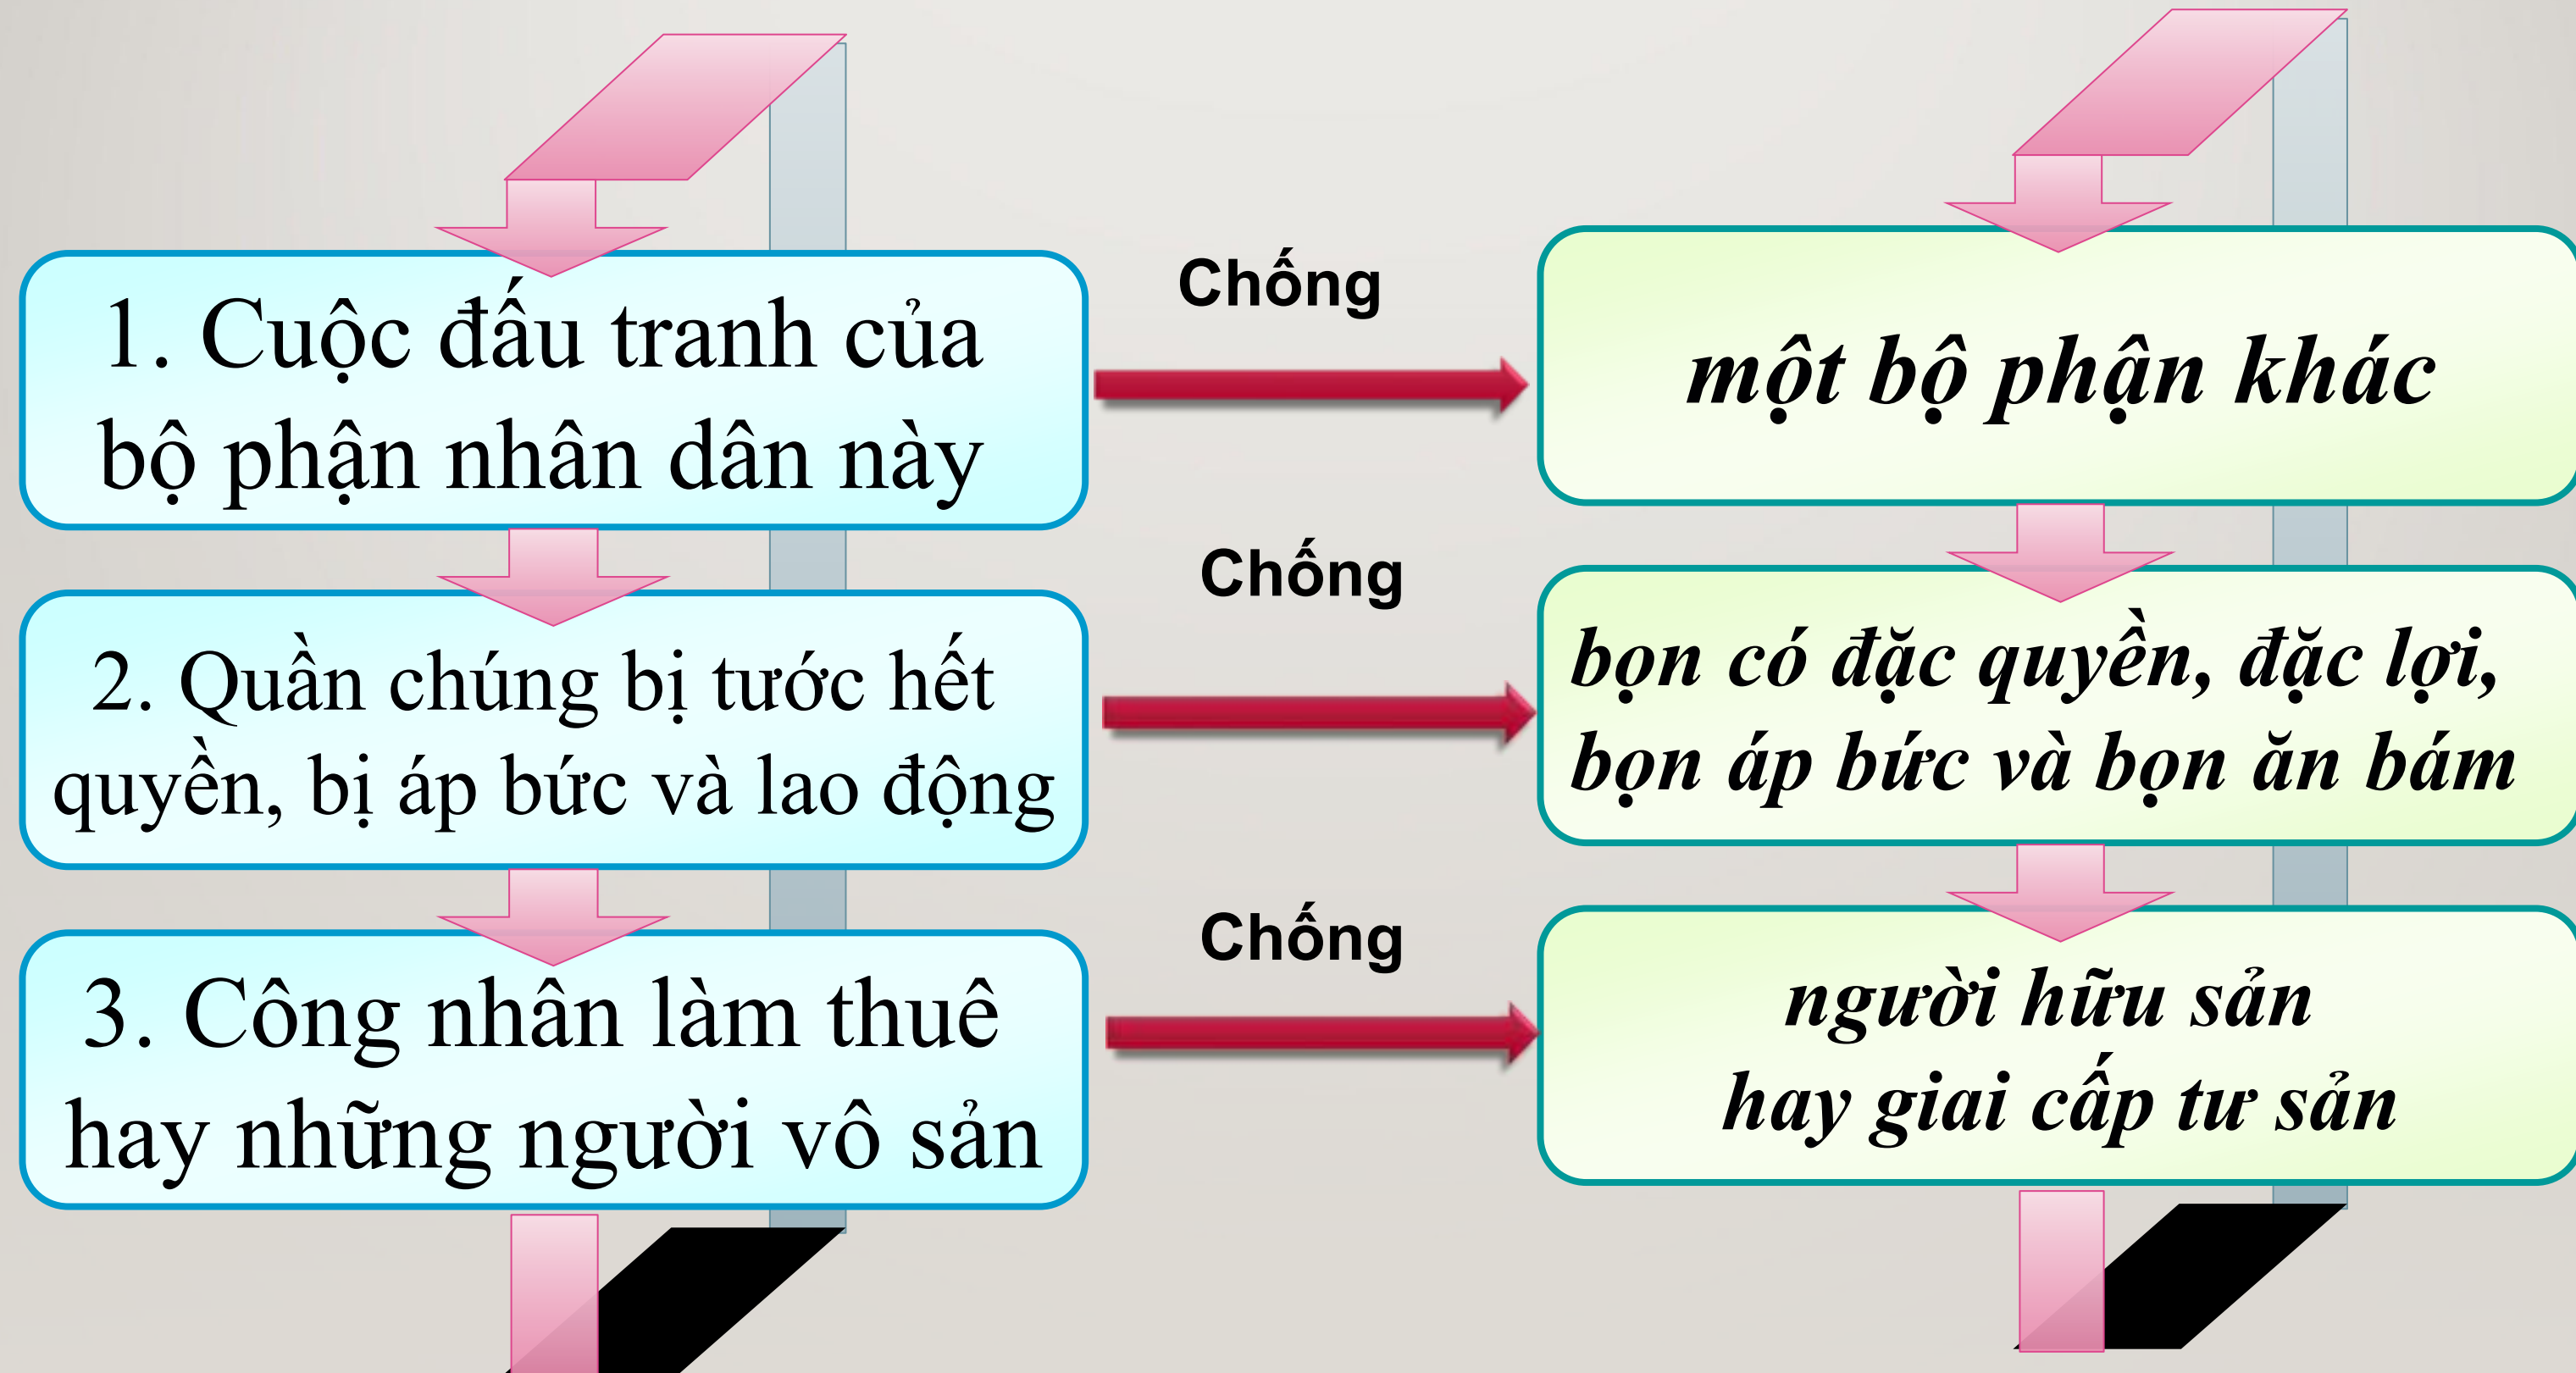 1. Cuộc đấu tranh của
bộ phận nhân dân này
Chống
một bộ phận khác
2. Quần chúng bị tước hết
quyền, bị áp bức và lao động
Chống
bọn có đặc quyền, đặc lợi,
bọn áp bức và bọn ăn bám
3. Công nhân làm thuê
hay những người vô sản
Chống
người hữu sản
hay giai cấp tư sản